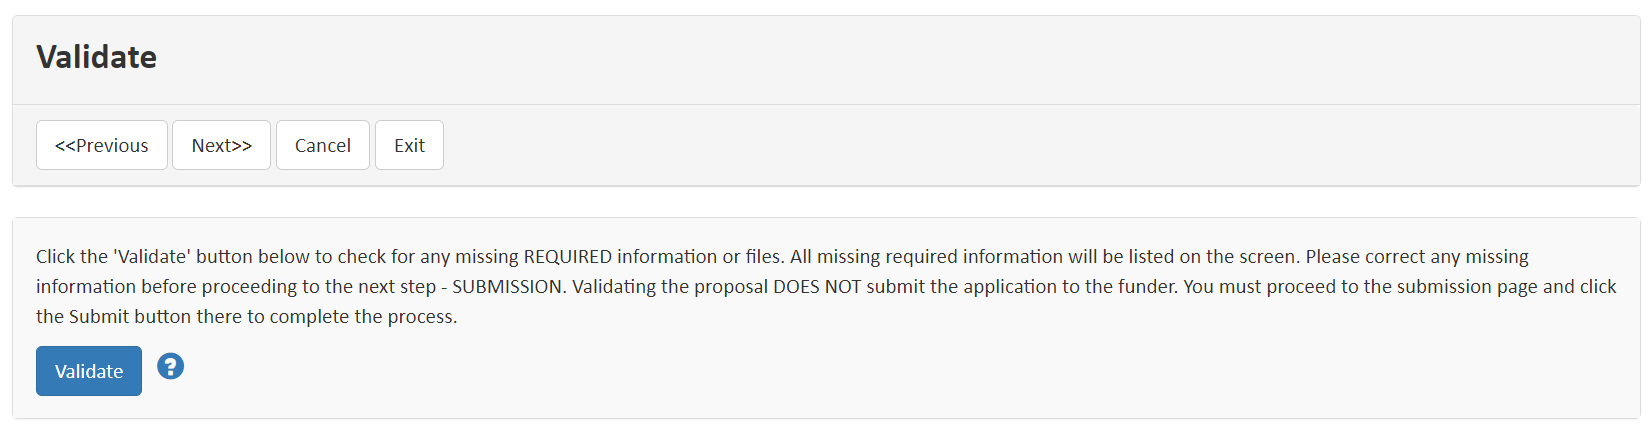 Validate
<<Previous Next>> Cancel Exit
Click the 'Validate' button below to check for any missing REQUIRED information or files. All missing required information will be listed on the screen. Please correct any missing
information before proceeding to the next step - SUBMISSION. Validating the proposal DOES NOT submit the application to the funder. You must proceed to the submission page and click
the Submit button there to complete the process.
Validate ?